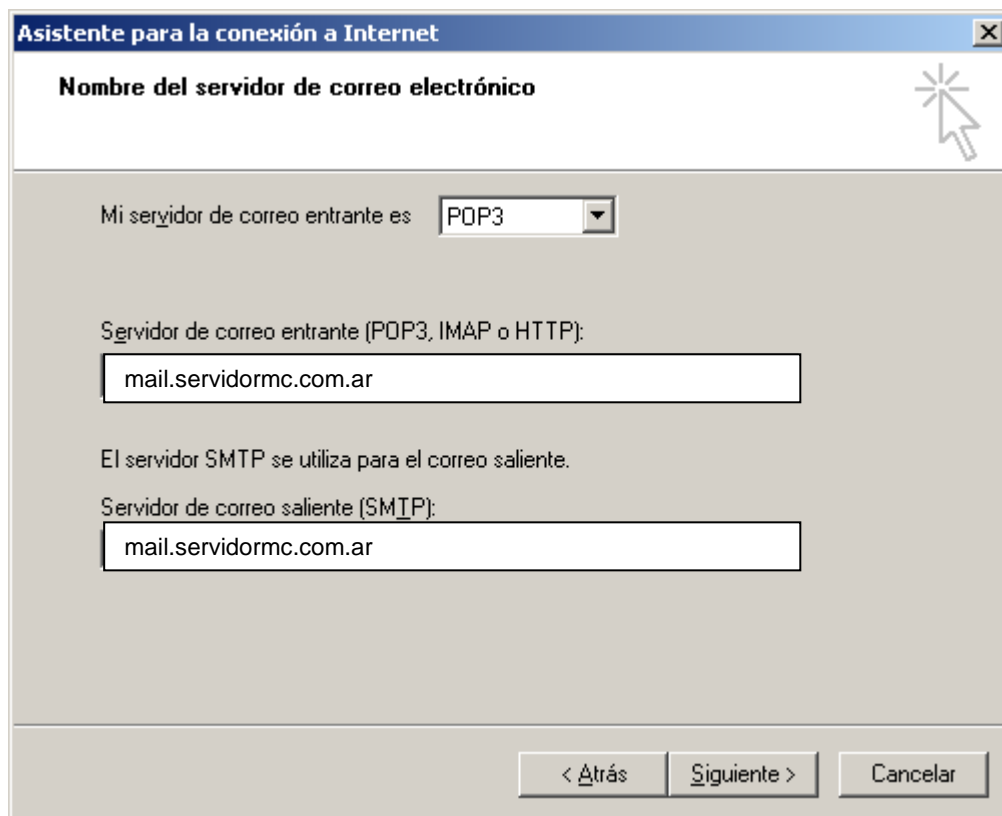 Asistente para la conexión a Internet
Nombre del servidor de correo electrónico
Mi servidor de correo entrante es POP3
Servidor de correo entrante (POP3, IMAP o HTTP):
mail.servidormc.com.ar
El servidor SMTP se utiliza para el correo saliente.
Servidor de correo saliente (SMTP):
mail.servidormc.com.ar
< Atrás Siguiente > Cancelar